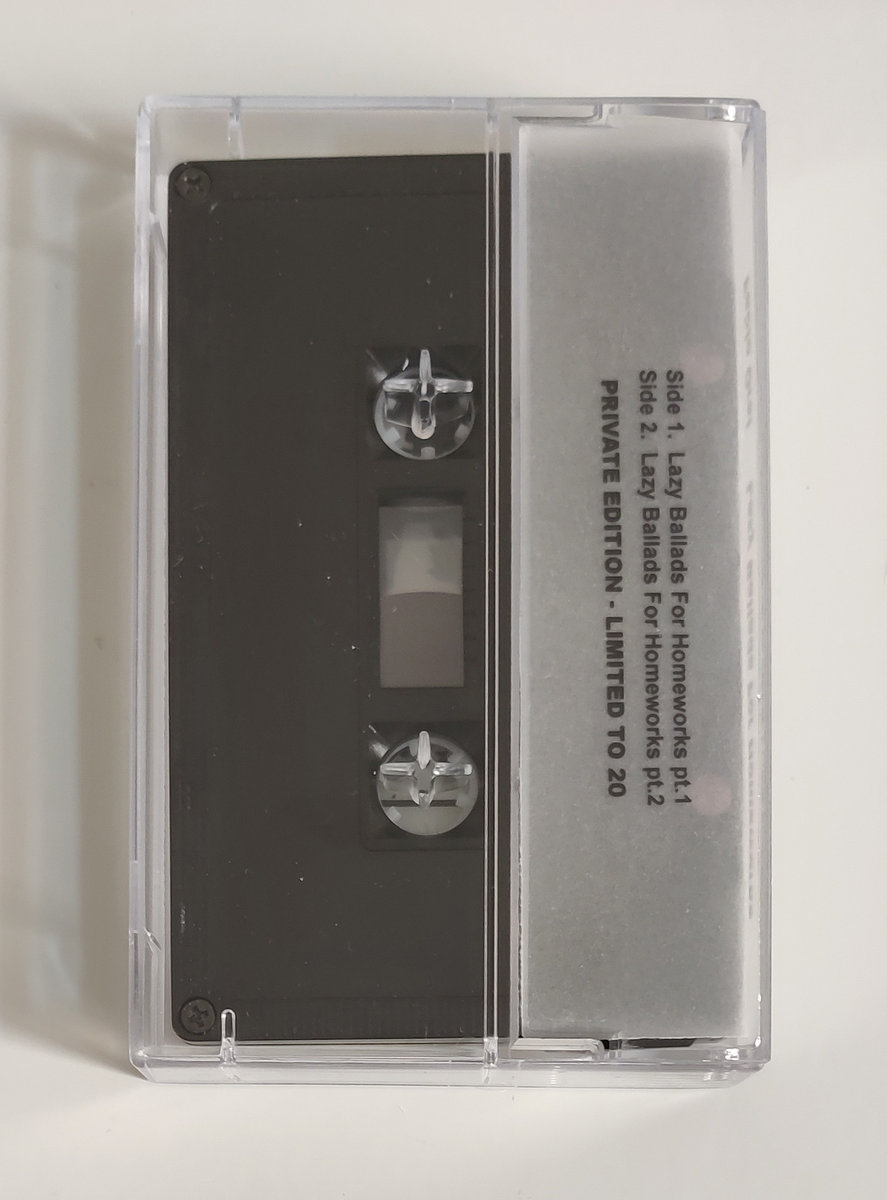 Side 1. Lazy Ballads For Homeworks pt.1
Side 2. Lazy Ballads For Homeworks pt.2
PRIVATE EDITION - LIMITED TO 20